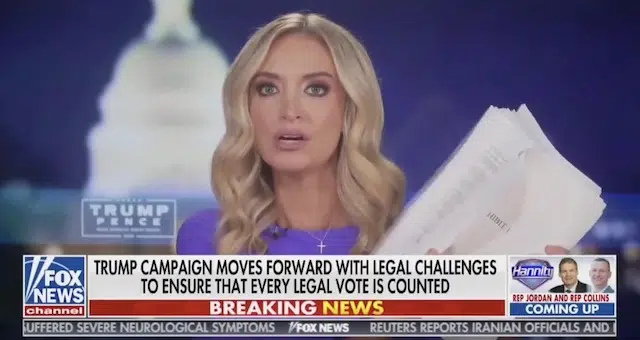 TRUMP
PENCE
FOX
NEWS
channel
TRUMP CAMPAIGN MOVES FORWARD WITH LEGAL CHALLENGES
TO ENSURE THAT EVERY LEGAL VOTE IS COUNTED
BREAKING NEWS
Hannity
REP JORDAN AND REP COLLINS
COMING UP
UFFERED SEVERE NEUROLOGICAL SYMPTOMS FOX NEWS REUTERS REPORTS IRANIAN OFFICIALS AND